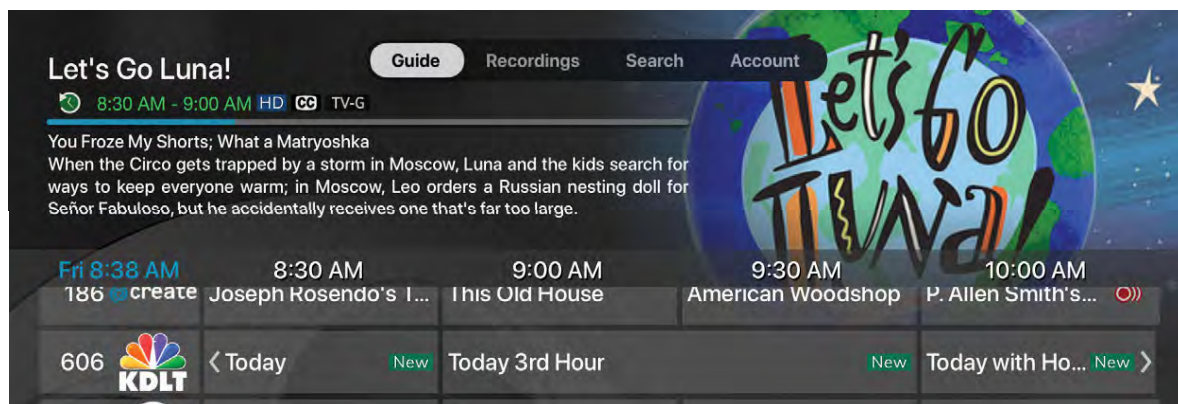 Guide Recordings Search Account
Let's Go Luna!
8:30 AM - 9:00 AM HD CC TV-G
You Froze My Shorts; What a Matryoshka
When the Circo gets trapped by a storm in Moscow, Luna and the kids search for
ways to keep everyone warm; in Moscow, Leo orders a Russian nesting doll for
Señor Fabuloso, but he accidentally receives one that's far too large.
Let's Go
Luna!
Fri 8:38 AM 8:30 AM 9:00 AM 9:30 AM 10:00 AM
186 create Joseph Rosendo's T... This Old House American Woodshop P. Allen Smith's...
606 KDLT Today New Today 3rd Hour New Today with Ho... New